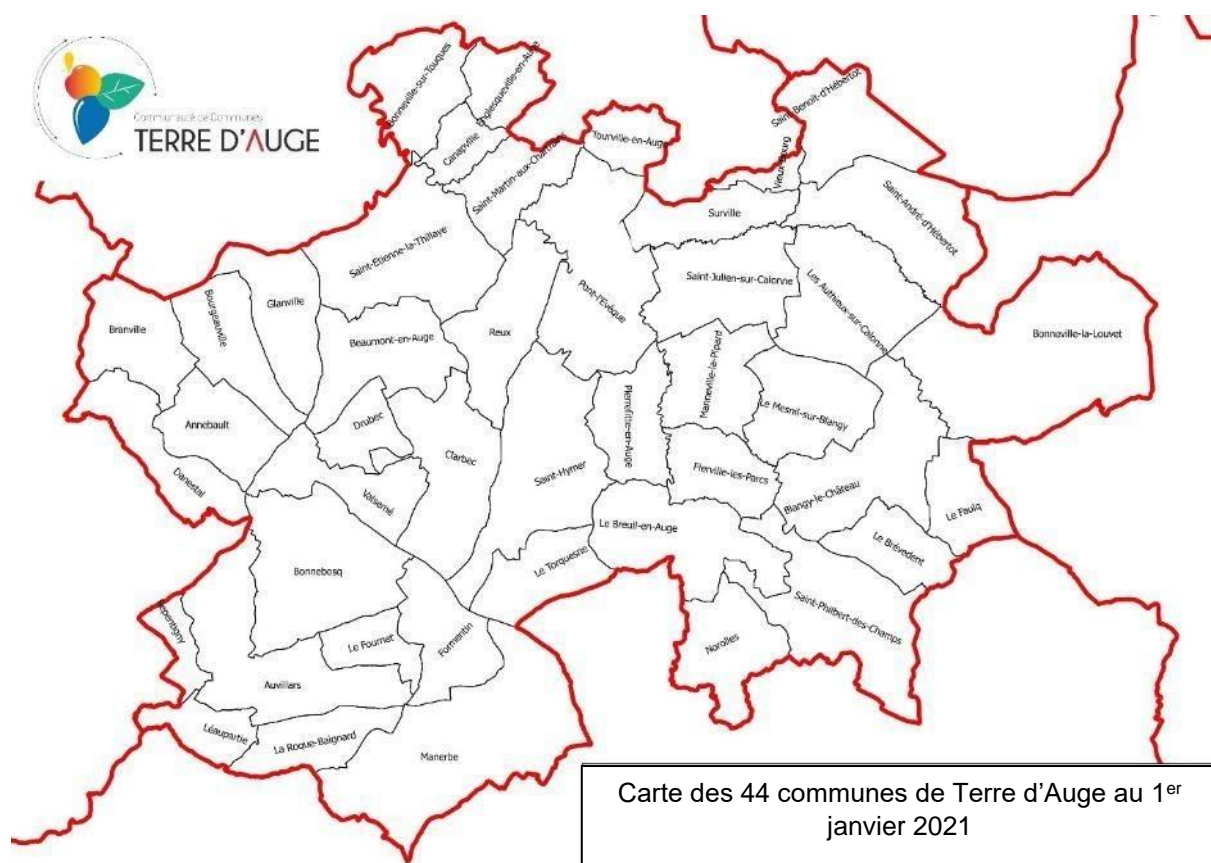 Communauté de Communes
TERRE D'AUGE
Bonneville-sur-Touques
Englesqueville-en-Auge
Canapville
Saint-Martin-aux-Chartrains
Tourville-en-Auge
Saint-Benoît-d'Hébertot
Vieux-Bourg
Saint-André-d'Hébertot
Surville
Saint-Etienne-la-Thillaye
Saint-Julien-sur-Calonne
Les Authieux-sur-Calonne
Pont-l'Evêque
Glanville
Bourgeauville
Branville
Beaumont-en-Auge
Reux
Bonneville-la-Louvet
Manneville-la-Pipard
Le Mesnil-sur-Blangy
Pierrefitte-en-Auge
Drubec
Annebault
Clarbec
Saint-Hymer
Fierville-les-Parcs
Blangy-le-Château
Danestal
Valsemé
Le Faulq
Le Breuil-en-Auge
Le Brévedent
Le Torquesne
Bonnebosq
Saint-Philbert-des-Champs
Repentigny
Le Fournet
Formentin
Norolles
Auvillars
Léaupartie
La Roque-Baignard
Manerbe
Carte des 44 communes de Terre d'Auge au 1er
janvier 2021